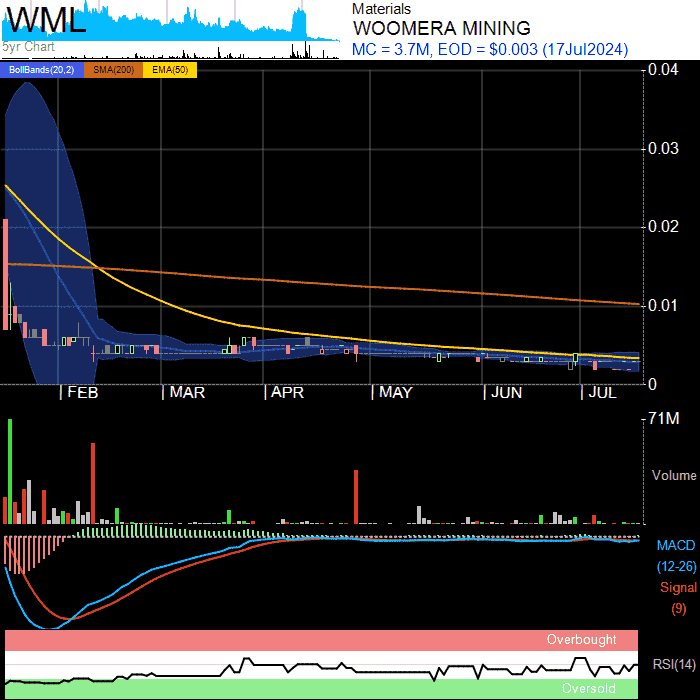 WML
5yr Chart
Materials
WOOMERA MINING
MC = 3.7M, EOD = $0.003 (17Jul2024)
BollBands(20,2) SMA(200) EMA(50)
0.04
0.03
0.02
0.01
0
FEB MAR APR MAY JUN JUL
71M
Volume
MACD
(12-26)
Signal
(9)
Overbought
RSI(14)
Oversold